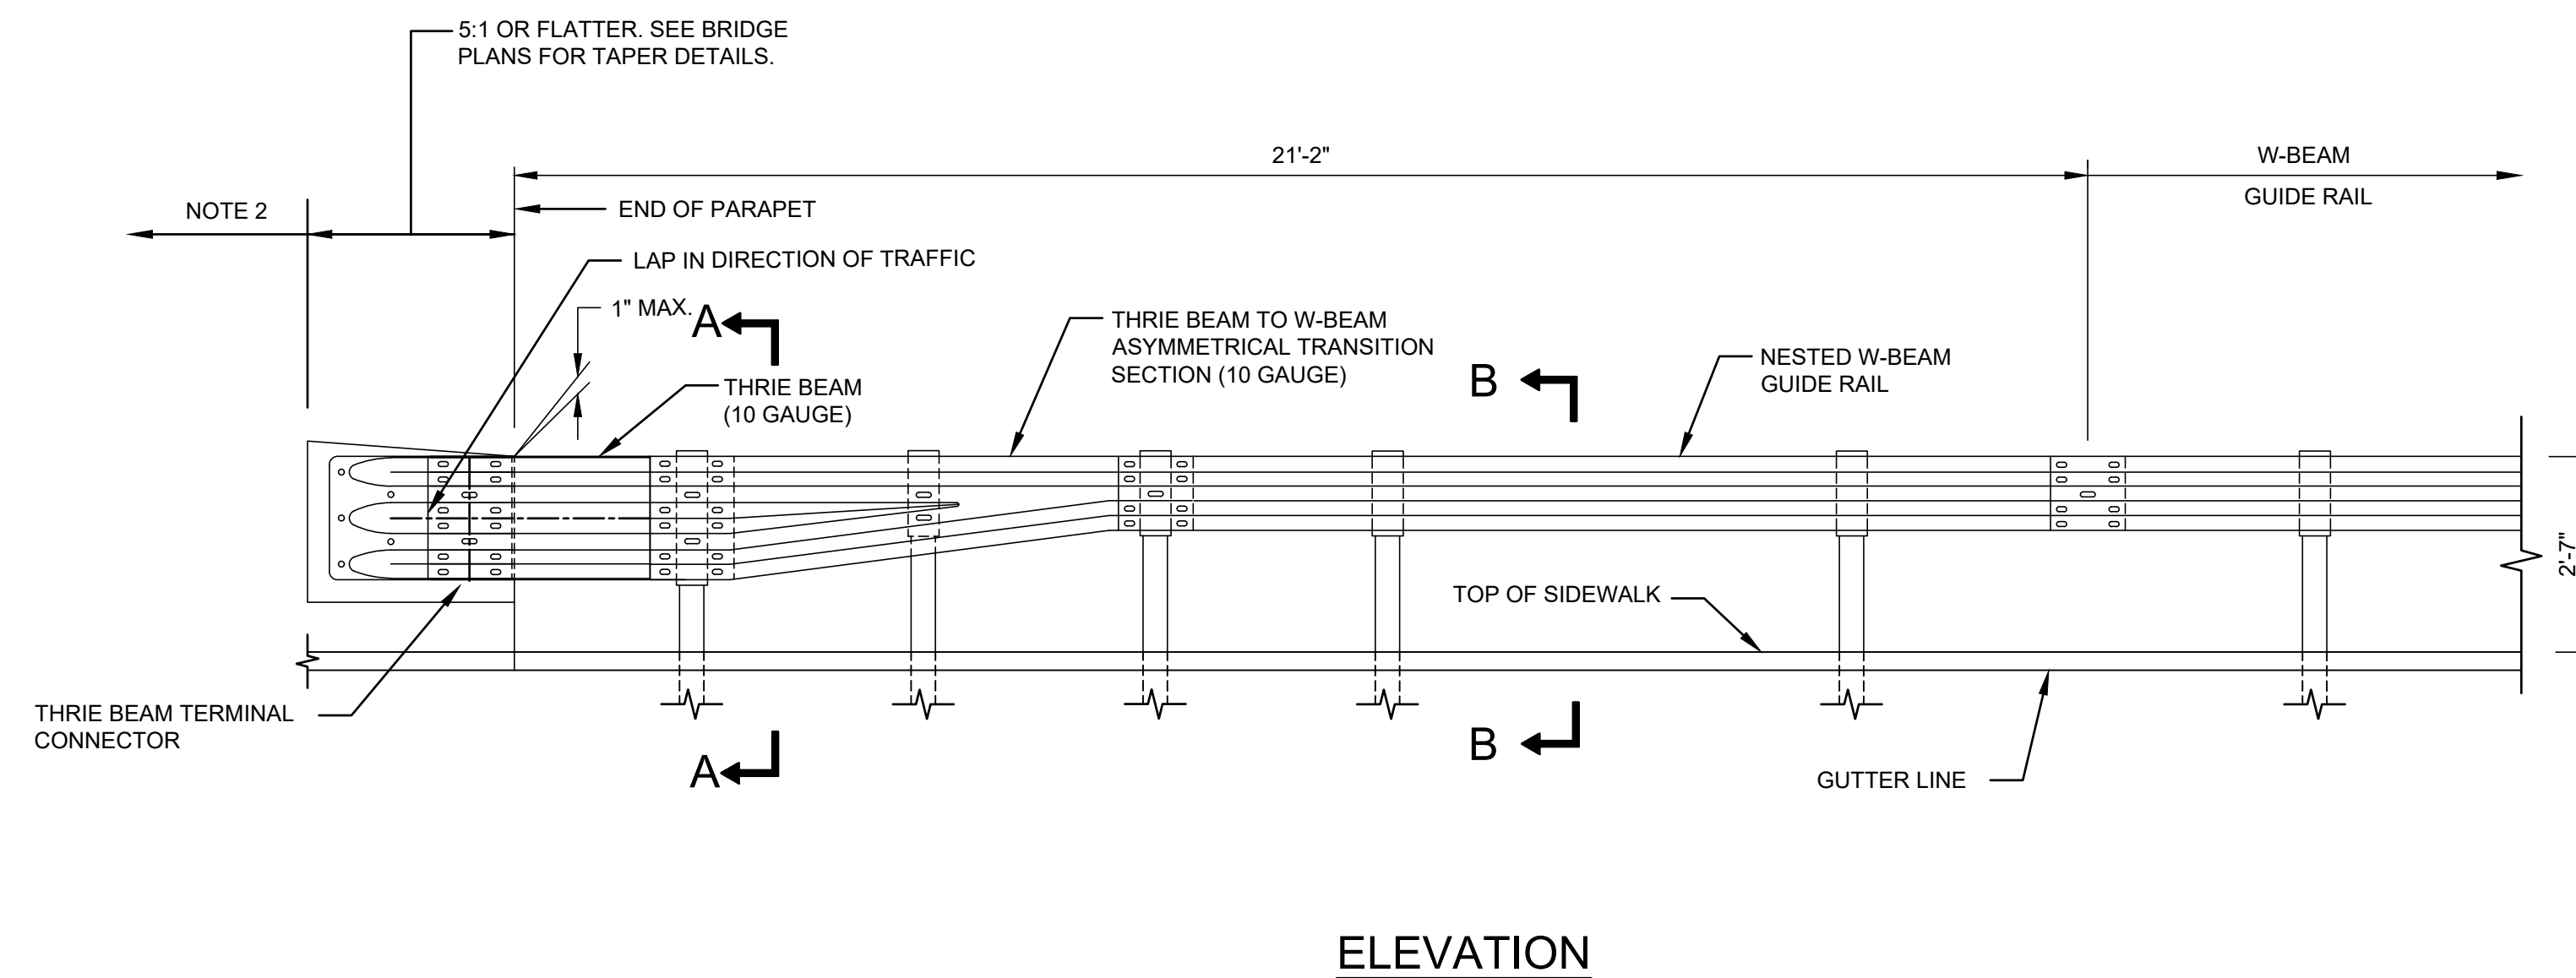 5:1 OR FLATTER. SEE BRIDGE
PLANS FOR TAPER DETAILS.
21'-2"
W-BEAM
GUIDE RAIL
NOTE 2
END OF PARAPET
LAP IN DIRECTION OF TRAFFIC
1" MAX.
A
THRIE BEAM
(10 GAUGE)
THRIE BEAM TO W-BEAM
ASYMMETRICAL TRANSITION
SECTION (10 GAUGE)
B
NESTED W-BEAM
GUIDE RAIL
2'-7"
TOP OF SIDEWALK
THRIE BEAM TERMINAL
CONNECTOR
A
B
GUTTER LINE
ELEVATION